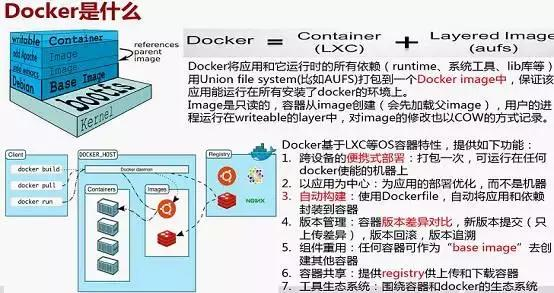 Docker是什么
writable
Container
references
parent
image
add Apache
Image
add emacs
Image
Debian
Base Image
bootfs
Kernel
Docker = Container (LXC) + Layered Image (aufs)
Docker将应用和它运行时的所有依赖（runtime、系统工具、lib库等）
用Union file system(比如AUFS)打包到一个Docker image中，保证该
应用能运行在所有安装了docker的环境上。
Image是只读的，容器从image创建（会先加载父image），用户的进
程运行在writeable的layer中，对image的修改也以COW的方式记录。
Client
DOCKER_HOST
Registry
docker build
docker pull
docker run
Docker daemon
Containers
Images
NGINX
Docker基于LXC等OS容器特性，提供如下功能：
1. 跨设备的便携式部署：打包一次，可运行在任何
docker使能的机器上
2. 以应用为中心：为应用的部署优化，而不是机器
3. 自动构建：使用Dockerfile，自动将应用和依赖
封装到容器
4. 版本管理：容器版本差异对比，新版本提交（只
上传差异），版本回滚，版本追溯
5. 组件重用：任何容器可作为“base image”去创
建其他容器
6. 容器共享：提供registry供上传和下载容器
7. 工具生态系统：围绕容器和docker的生态系统